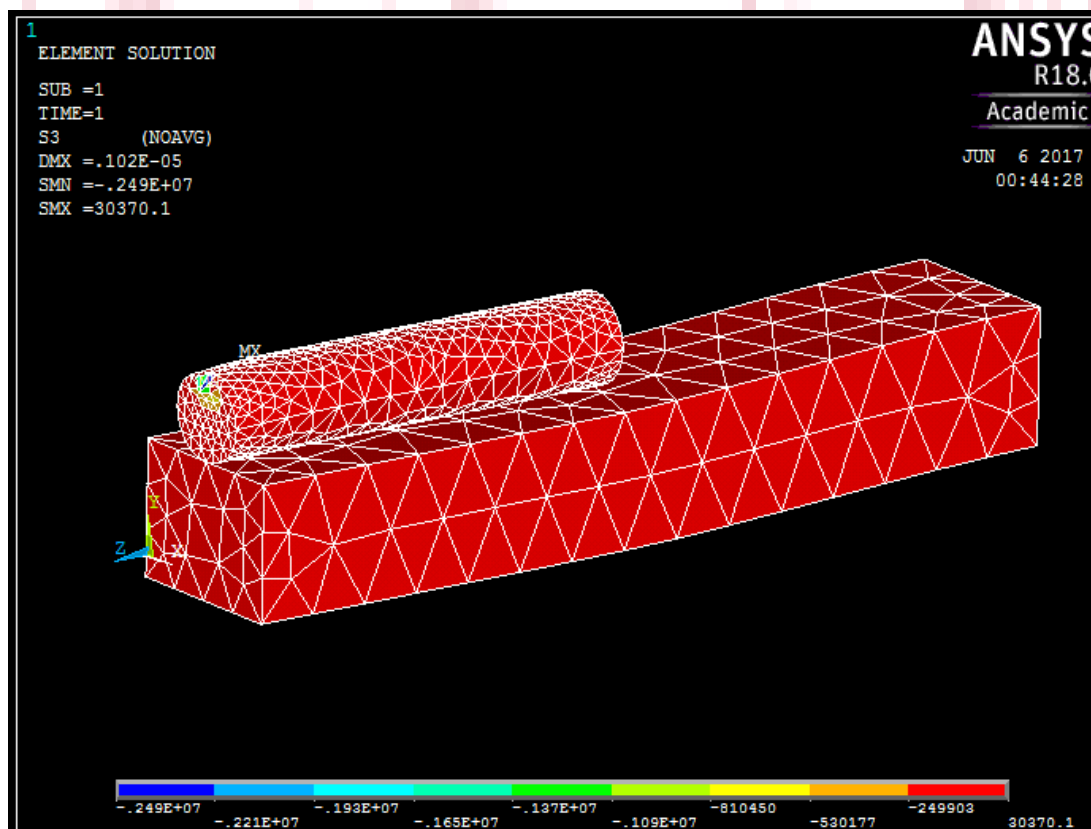 1
ELEMENT SOLUTION
SUB =1
TIME=1
S3 (NOAVG)
DMX =.102E-05
SMN =-.249E+07
SMX =30370.1
ANSYS
R18.
Academic
JUN 6 2017
00:44:28
MX
Y
Z
X
-.249E+07
-.221E+07
-.193E+07
-.165E+07
-.137E+07
-.109E+07
-810450
-530177
-249903
30370.1